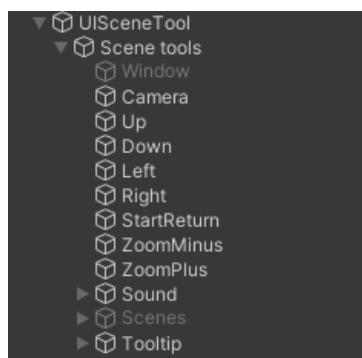 UISceneTool
Scene tools
Window
Camera
Up
Down
Left
Right
StartReturn
ZoomMinus
ZoomPlus
Sound
Scenes
Tooltip